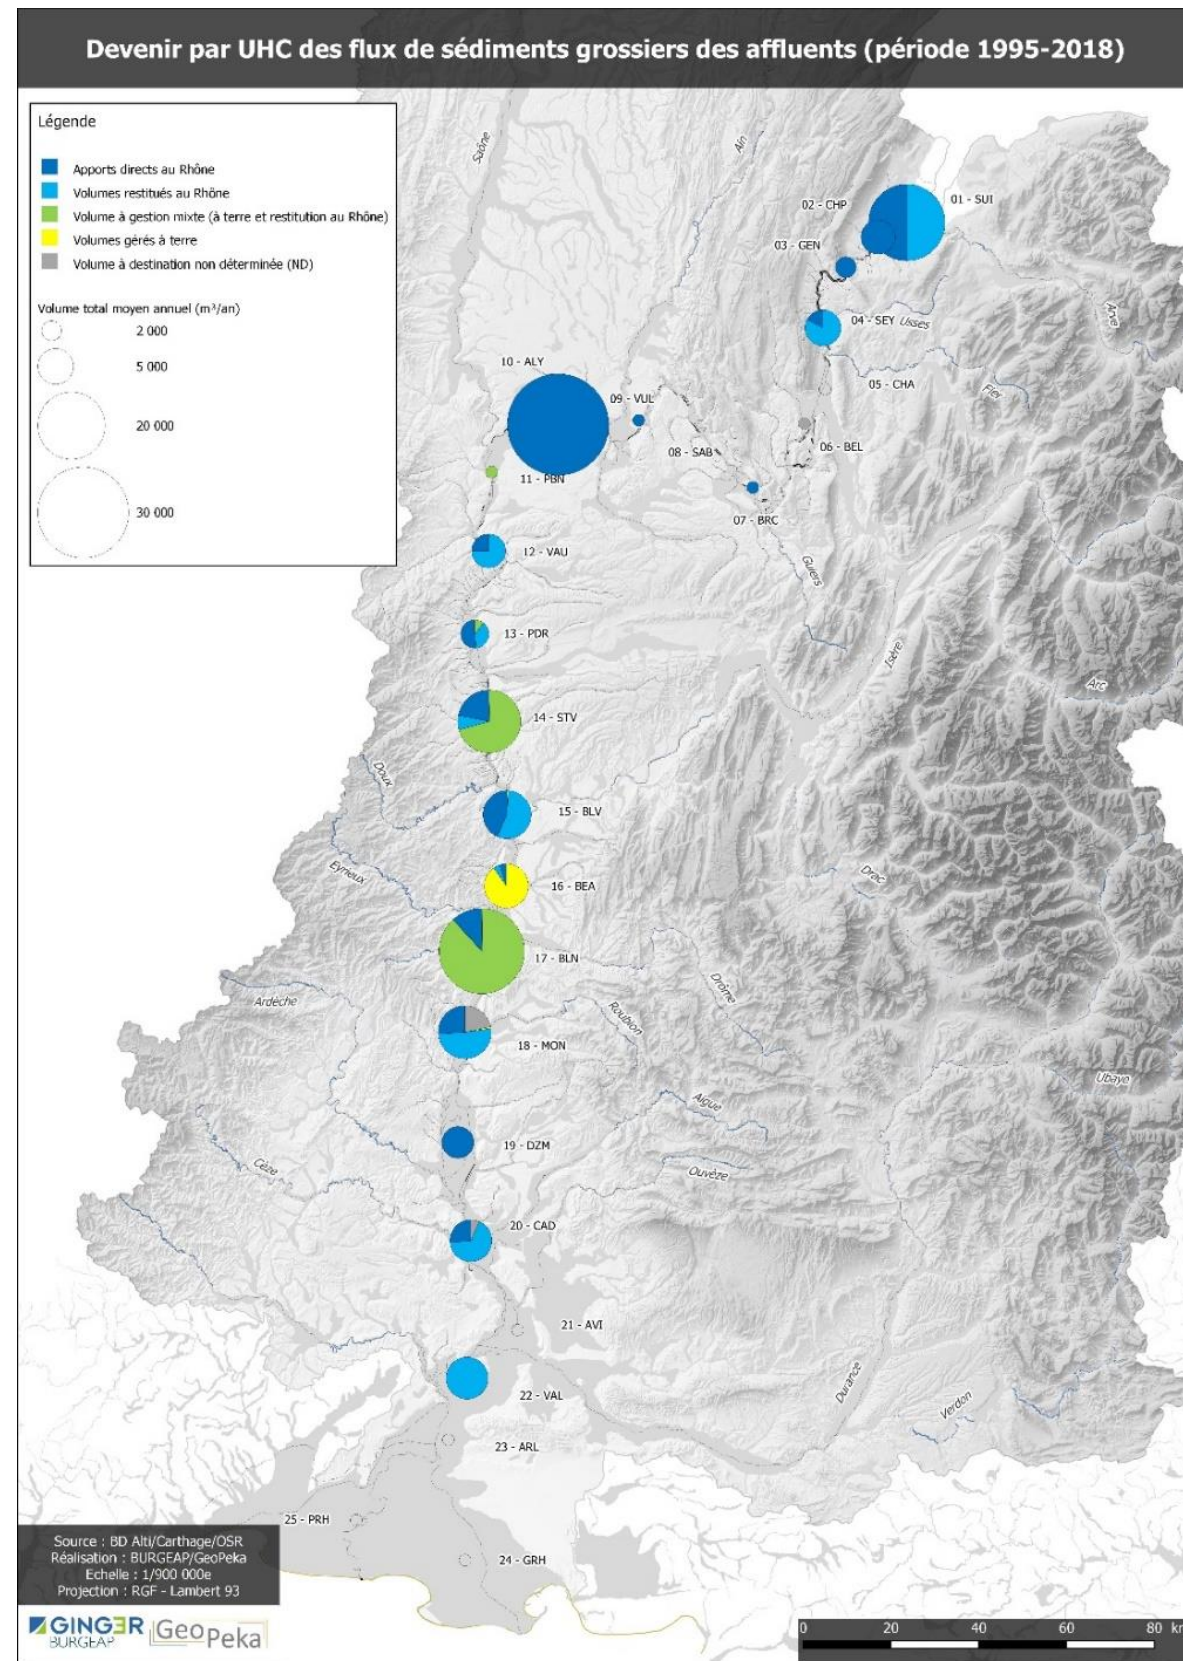 Devenir par UHC des flux de sédiments grossiers des affluents (période 1995-2018)
Légende
Apports directs au Rhône
Volumes restitués au Rhône
Volume à gestion mixte (à terre et restitution au Rhône)
Volumes gérés à terre
Volume à destination non déterminée (ND)
Volume total moyen annuel (m³/an)
2 000
5 000
20 000
30 000
Saône
Ain
01 - SUI
02 - CHP
03 - GEN
Arve
04 - SEY
Usses
05 - CHA
Fier
10 - ALY
09 - VUL
08 - SAB
06 - BEL
11 - PBN
07 - BRC
12 - VAU
Guiers
13 - PDR
Isère
Arc
14 - STV
Doux
15 - BLV
Eyrieux
16 - BEA
Drac
17 - BLN
Drôme
Ardèche
Roubion
18 - MON
Ubaye
Aigue
19 - DZM
Cèze
Ouvèze
20 - CAD
21 - AVI
22 - VAL
Durance
Verdon
23 - ARL
25 - PRH
24 - GRH
Source : BD Alti/Carthage/OSR
Réalisation : BURGEAP/GeoPeka
Echelle : 1/900 000e
Projection : RGF - Lambert 93
GINGER
BURGEAP
GeoPeka
0 20 40 60 80 km